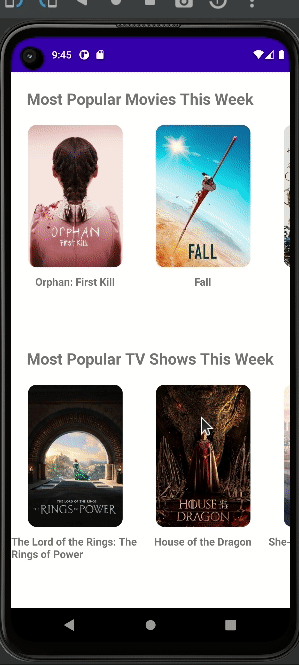 9:45
Most Popular Movies This Week
ORPHAN
FIRST KILL
FALL
Orphan: First Kill
Fall
Most Popular TV Shows This Week
THE LORD OF THE RINGS
THE RINGS OF POWER
HOUSE OF THE DRAGON
The Lord of the Rings: The
Rings of Power
House of the Dragon
She-